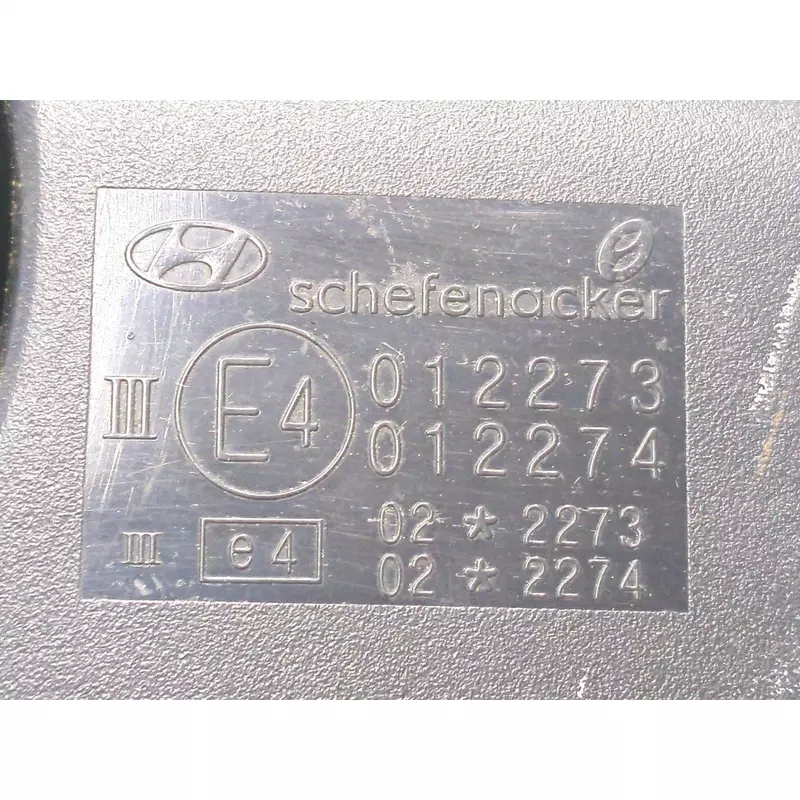 schefenacker
III E4 012273
012274
III e4 02 * 2273
02 * 2274